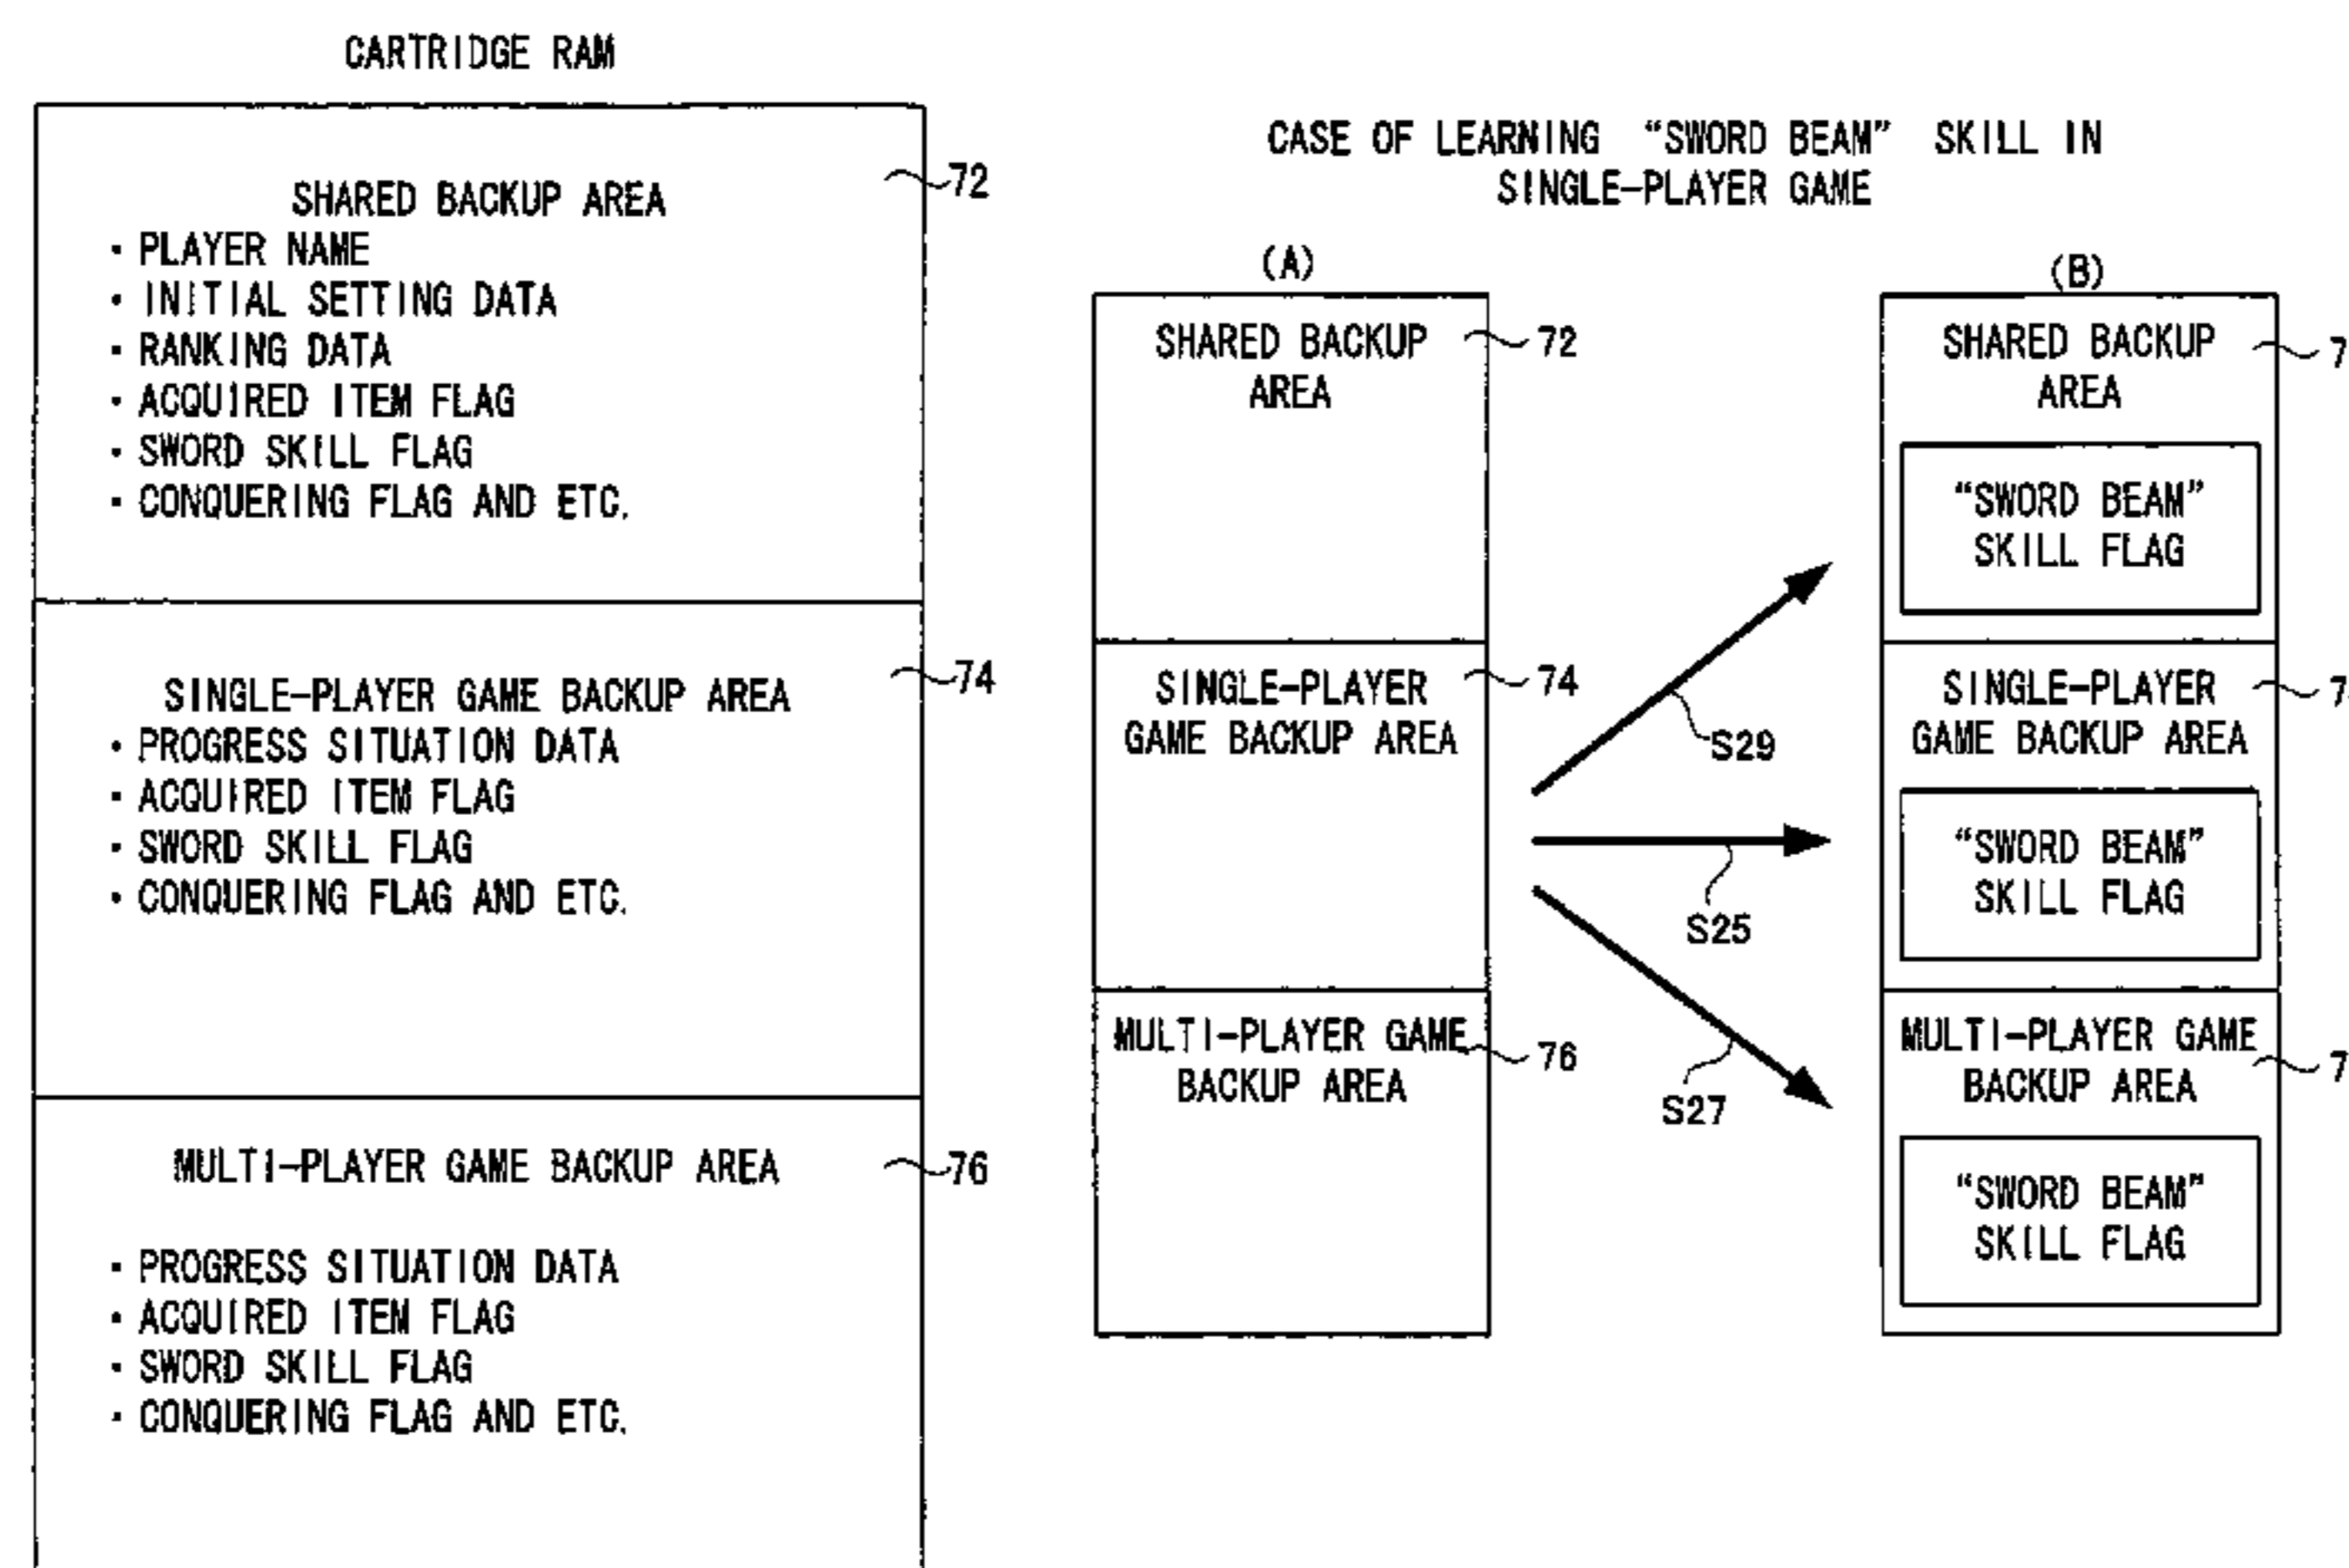 CARTRIDGE RAM
SHARED BACKUP AREA
72
· PLAYER NAME
· INITIAL SETTING DATA
· RANKING DATA
· ACQUIRED ITEM FLAG
· SWORD SKILL FLAG
· CONQUERING FLAG AND ETC.
SINGLE-PLAYER GAME BACKUP AREA
74
· PROGRESS SITUATION DATA
· ACQUIRED ITEM FLAG
· SWORD SKILL FLAG
· CONQUERING FLAG AND ETC.
MULTI-PLAYER GAME BACKUP AREA
76
· PROGRESS SITUATION DATA
· ACQUIRED ITEM FLAG
· SWORD SKILL FLAG
· CONQUERING FLAG AND ETC.
CASE OF LEARNING “SWORD BEAM” SKILL IN
SINGLE-PLAYER GAME
(A)
SHARED BACKUP
AREA
72
SINGLE-PLAYER
GAME BACKUP AREA
74
MULTI-PLAYER GAME
BACKUP AREA
76
S29
S25
S27
(B)
SHARED BACKUP
AREA
7
“SWORD BEAM”
SKILL FLAG
SINGLE-PLAYER
GAME BACKUP AREA
7
“SWORD BEAM”
SKILL FLAG
MULTI-PLAYER GAME
BACKUP AREA
7
“SWORD BEAM”
SKILL FLAG